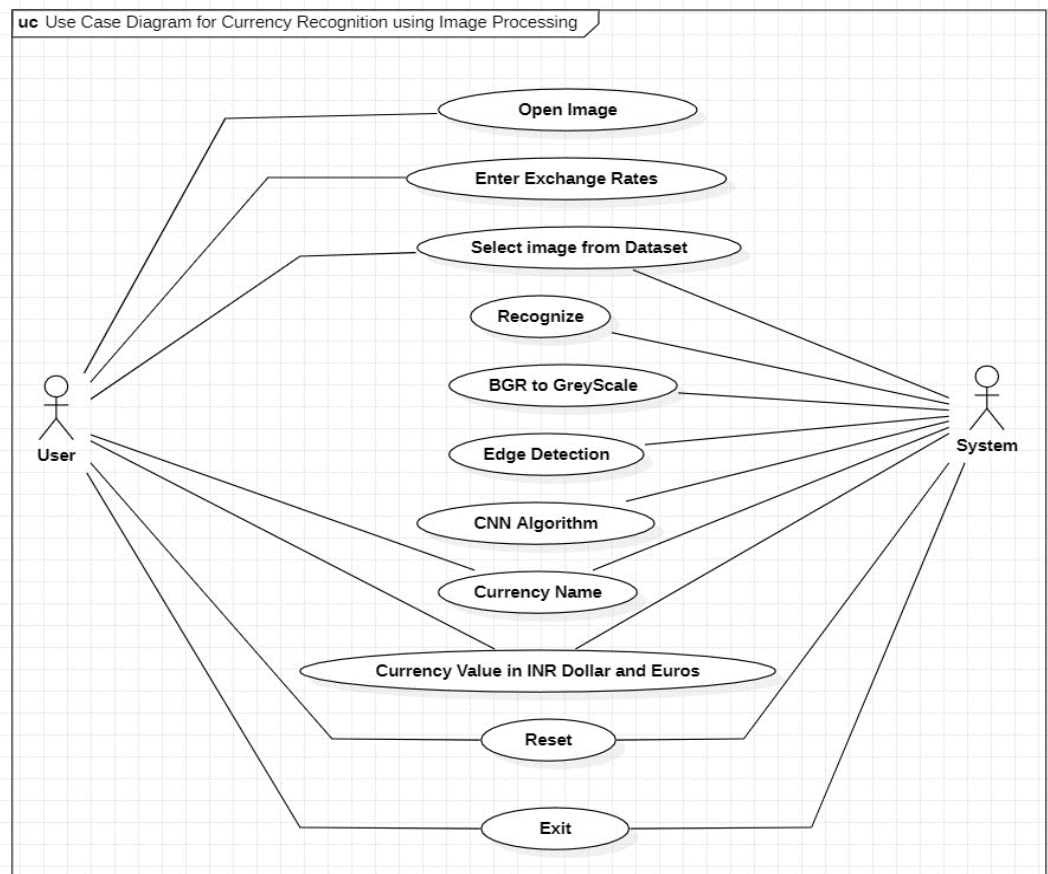 uc Use Case Diagram for Currency Recognition using Image Processing
Open Image
Enter Exchange Rates
Select image from Dataset
Recognize
BGR to GreyScale
User
System
Edge Detection
CNN Algorithm
Currency Name
Currency Value in INR Dollar and Euros
Reset
Exit